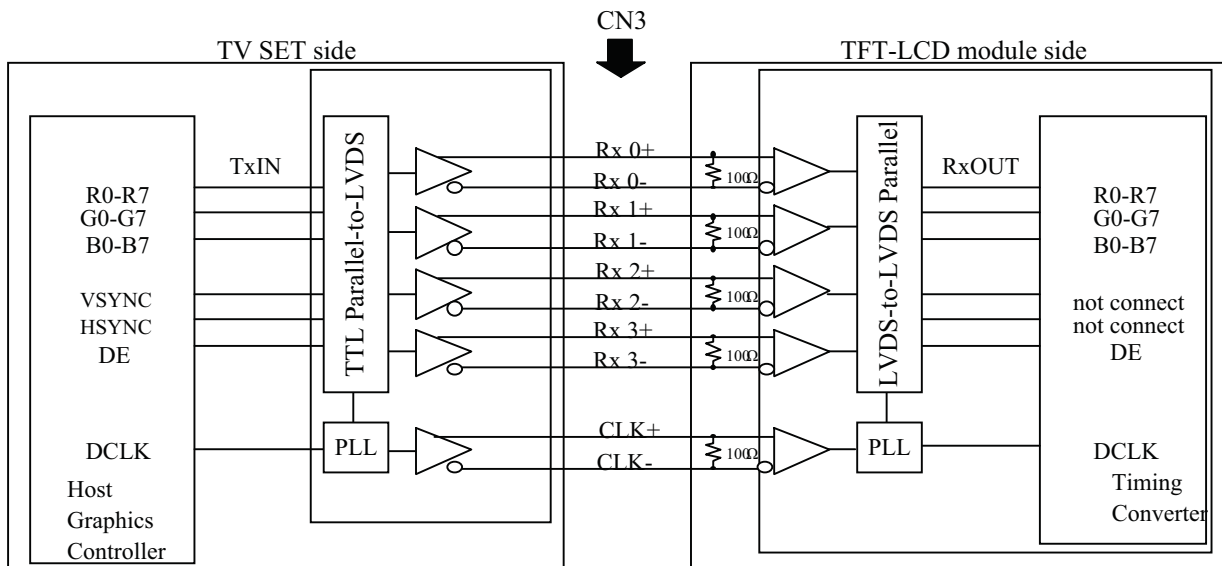 CN3
TV SET side
TFT-LCD module side
TxIN
R0-R7
G0-G7
B0-B7
VSYNC
HSYNC
DE
DCLK
Host
Graphics
Controller
TTL Parallel-to-LVDS
PLL
Rx 0+
Rx 0-
Rx 1+
Rx 1-
Rx 2+
Rx 2-
Rx 3+
Rx 3-
CLK+
CLK-
100Ω
100Ω
100Ω
100Ω
100Ω
LVDS-to-LVDS Parallel
PLL
RxOUT
R0-R7
G0-G7
B0-B7
not connect
not connect
DE
DCLK
Timing
Converter